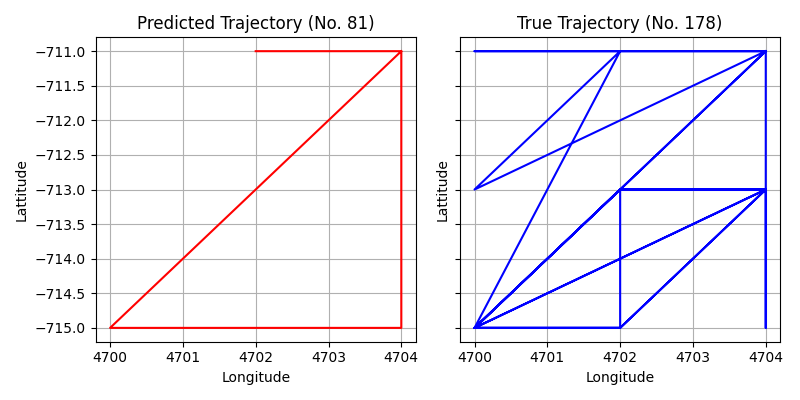 Predicted Trajectory (No. 81)
True Trajectory (No. 178)
−711.0
−711.5
−712.0
−712.5
−713.0
−713.5
−714.0
−714.5
−715.0
Lattitude
Lattitude
4700 4701 4702 4703 4704
4700 4701 4702 4703 4704
Longitude
Longitude